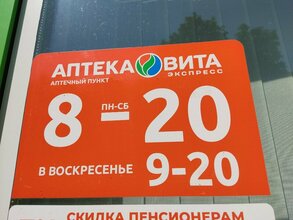 АПТЕКА ВИТА
ЭКСПРЕСС
АПТЕЧНЫЙ ПУНКТ
ПН-СБ
8 – 20
В ВОСКРЕСЕНЬЕ 9-20
СКИДКА ПЕНСИОНЕРАМ